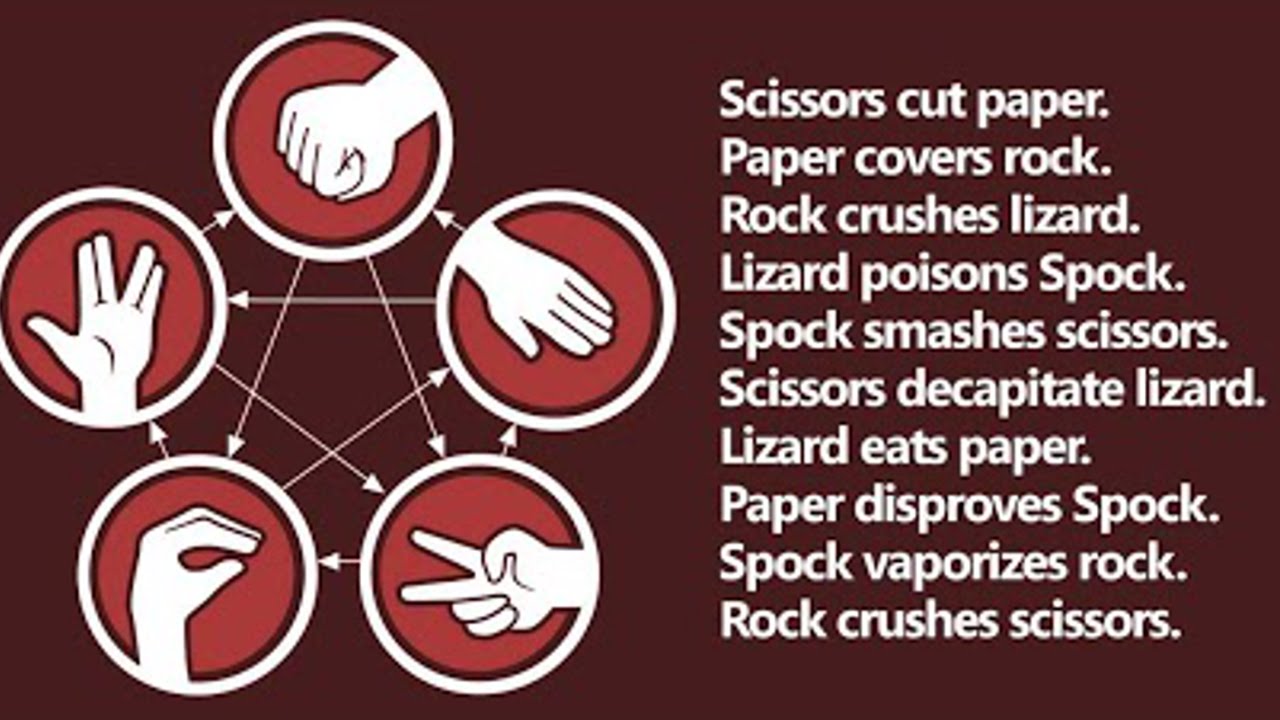 Scissors cut paper.
Paper covers rock.
Rock crushes lizard.
Lizard poisons Spock.
Spock smashes scissors.
Scissors decapitate lizard.
Lizard eats paper.
Paper disproves Spock.
Spock vaporizes rock.
Rock crushes scissors.